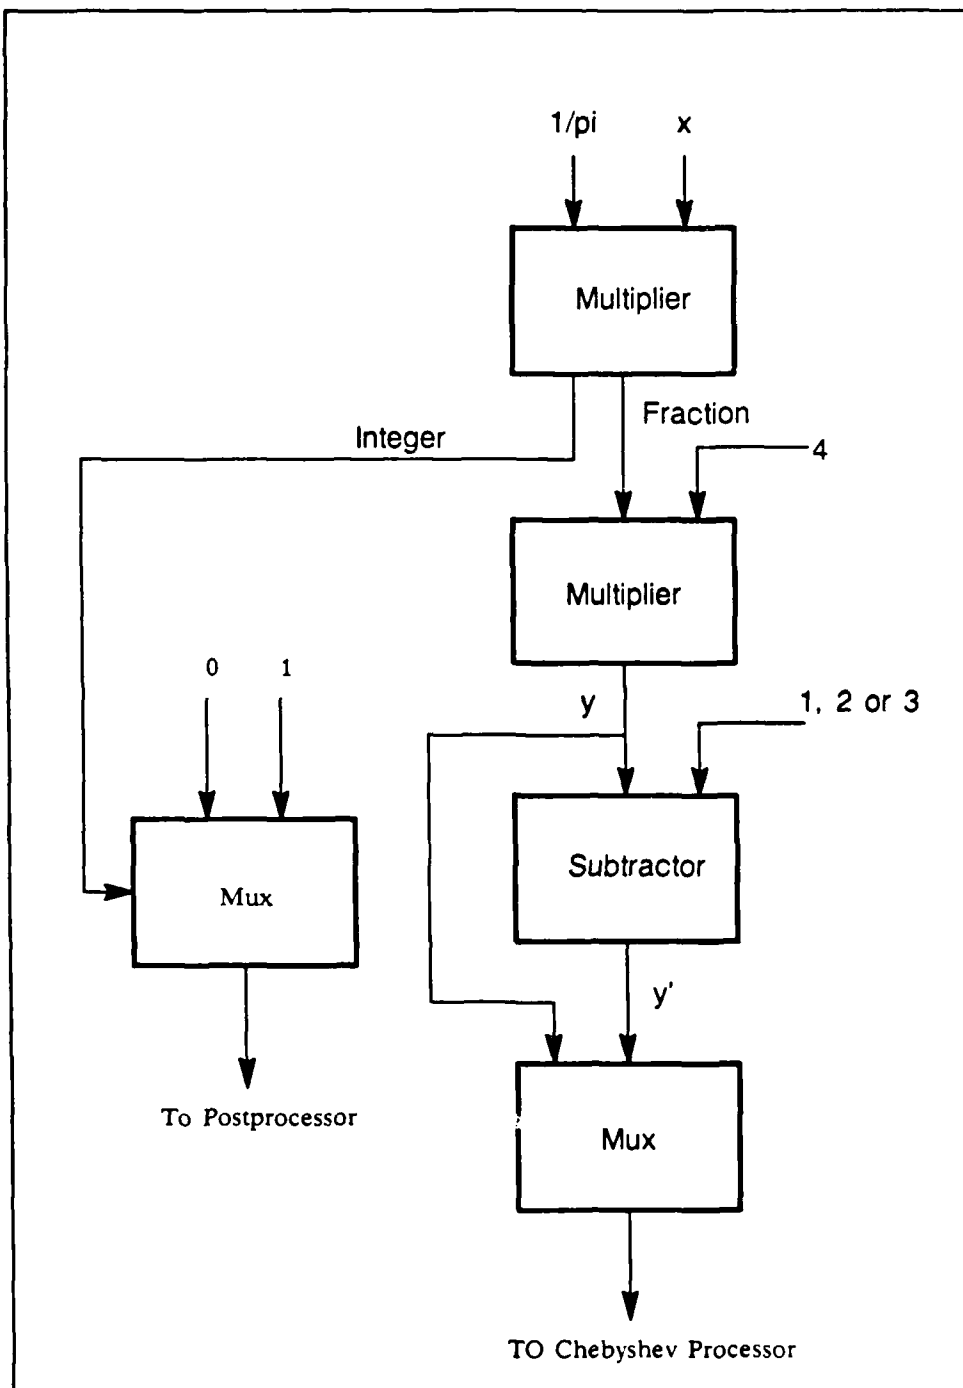 1/pi x
Multiplier
Fraction
Integer
4
Multiplier
0 1
y
1, 2 or 3
Subtractor
Mux
y'
To Postprocessor
Mux
TO Chebyshev Processor